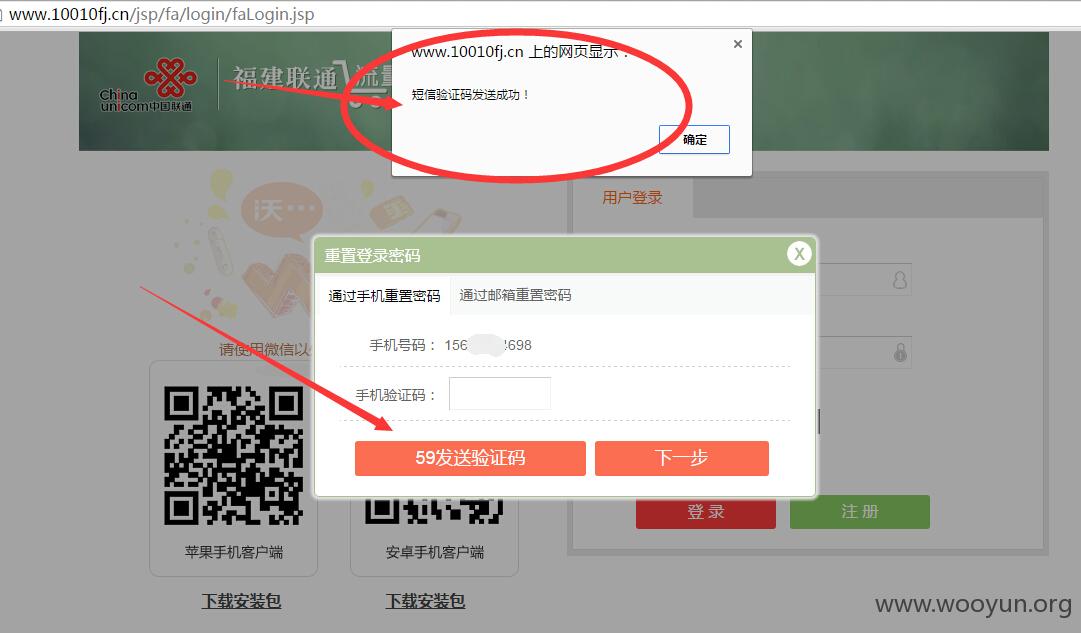 www.10010fj.cn/jsp/fa/login/faLogin.jsp
www.10010fj.cn 上的网页显示：
短信验证码发送成功！
确定
China
unicom中国联通
福建联通
用户登录
沃
重置登录密码
X
通过手机重置密码
通过邮箱重置密码
手机号码：
156
698
手机验证码：
59发送验证码
下一步
请使用微信以
登 录
注 册
苹果手机客户端
安卓手机客户端
下载安装包
下载安装包
www.wooyun.org